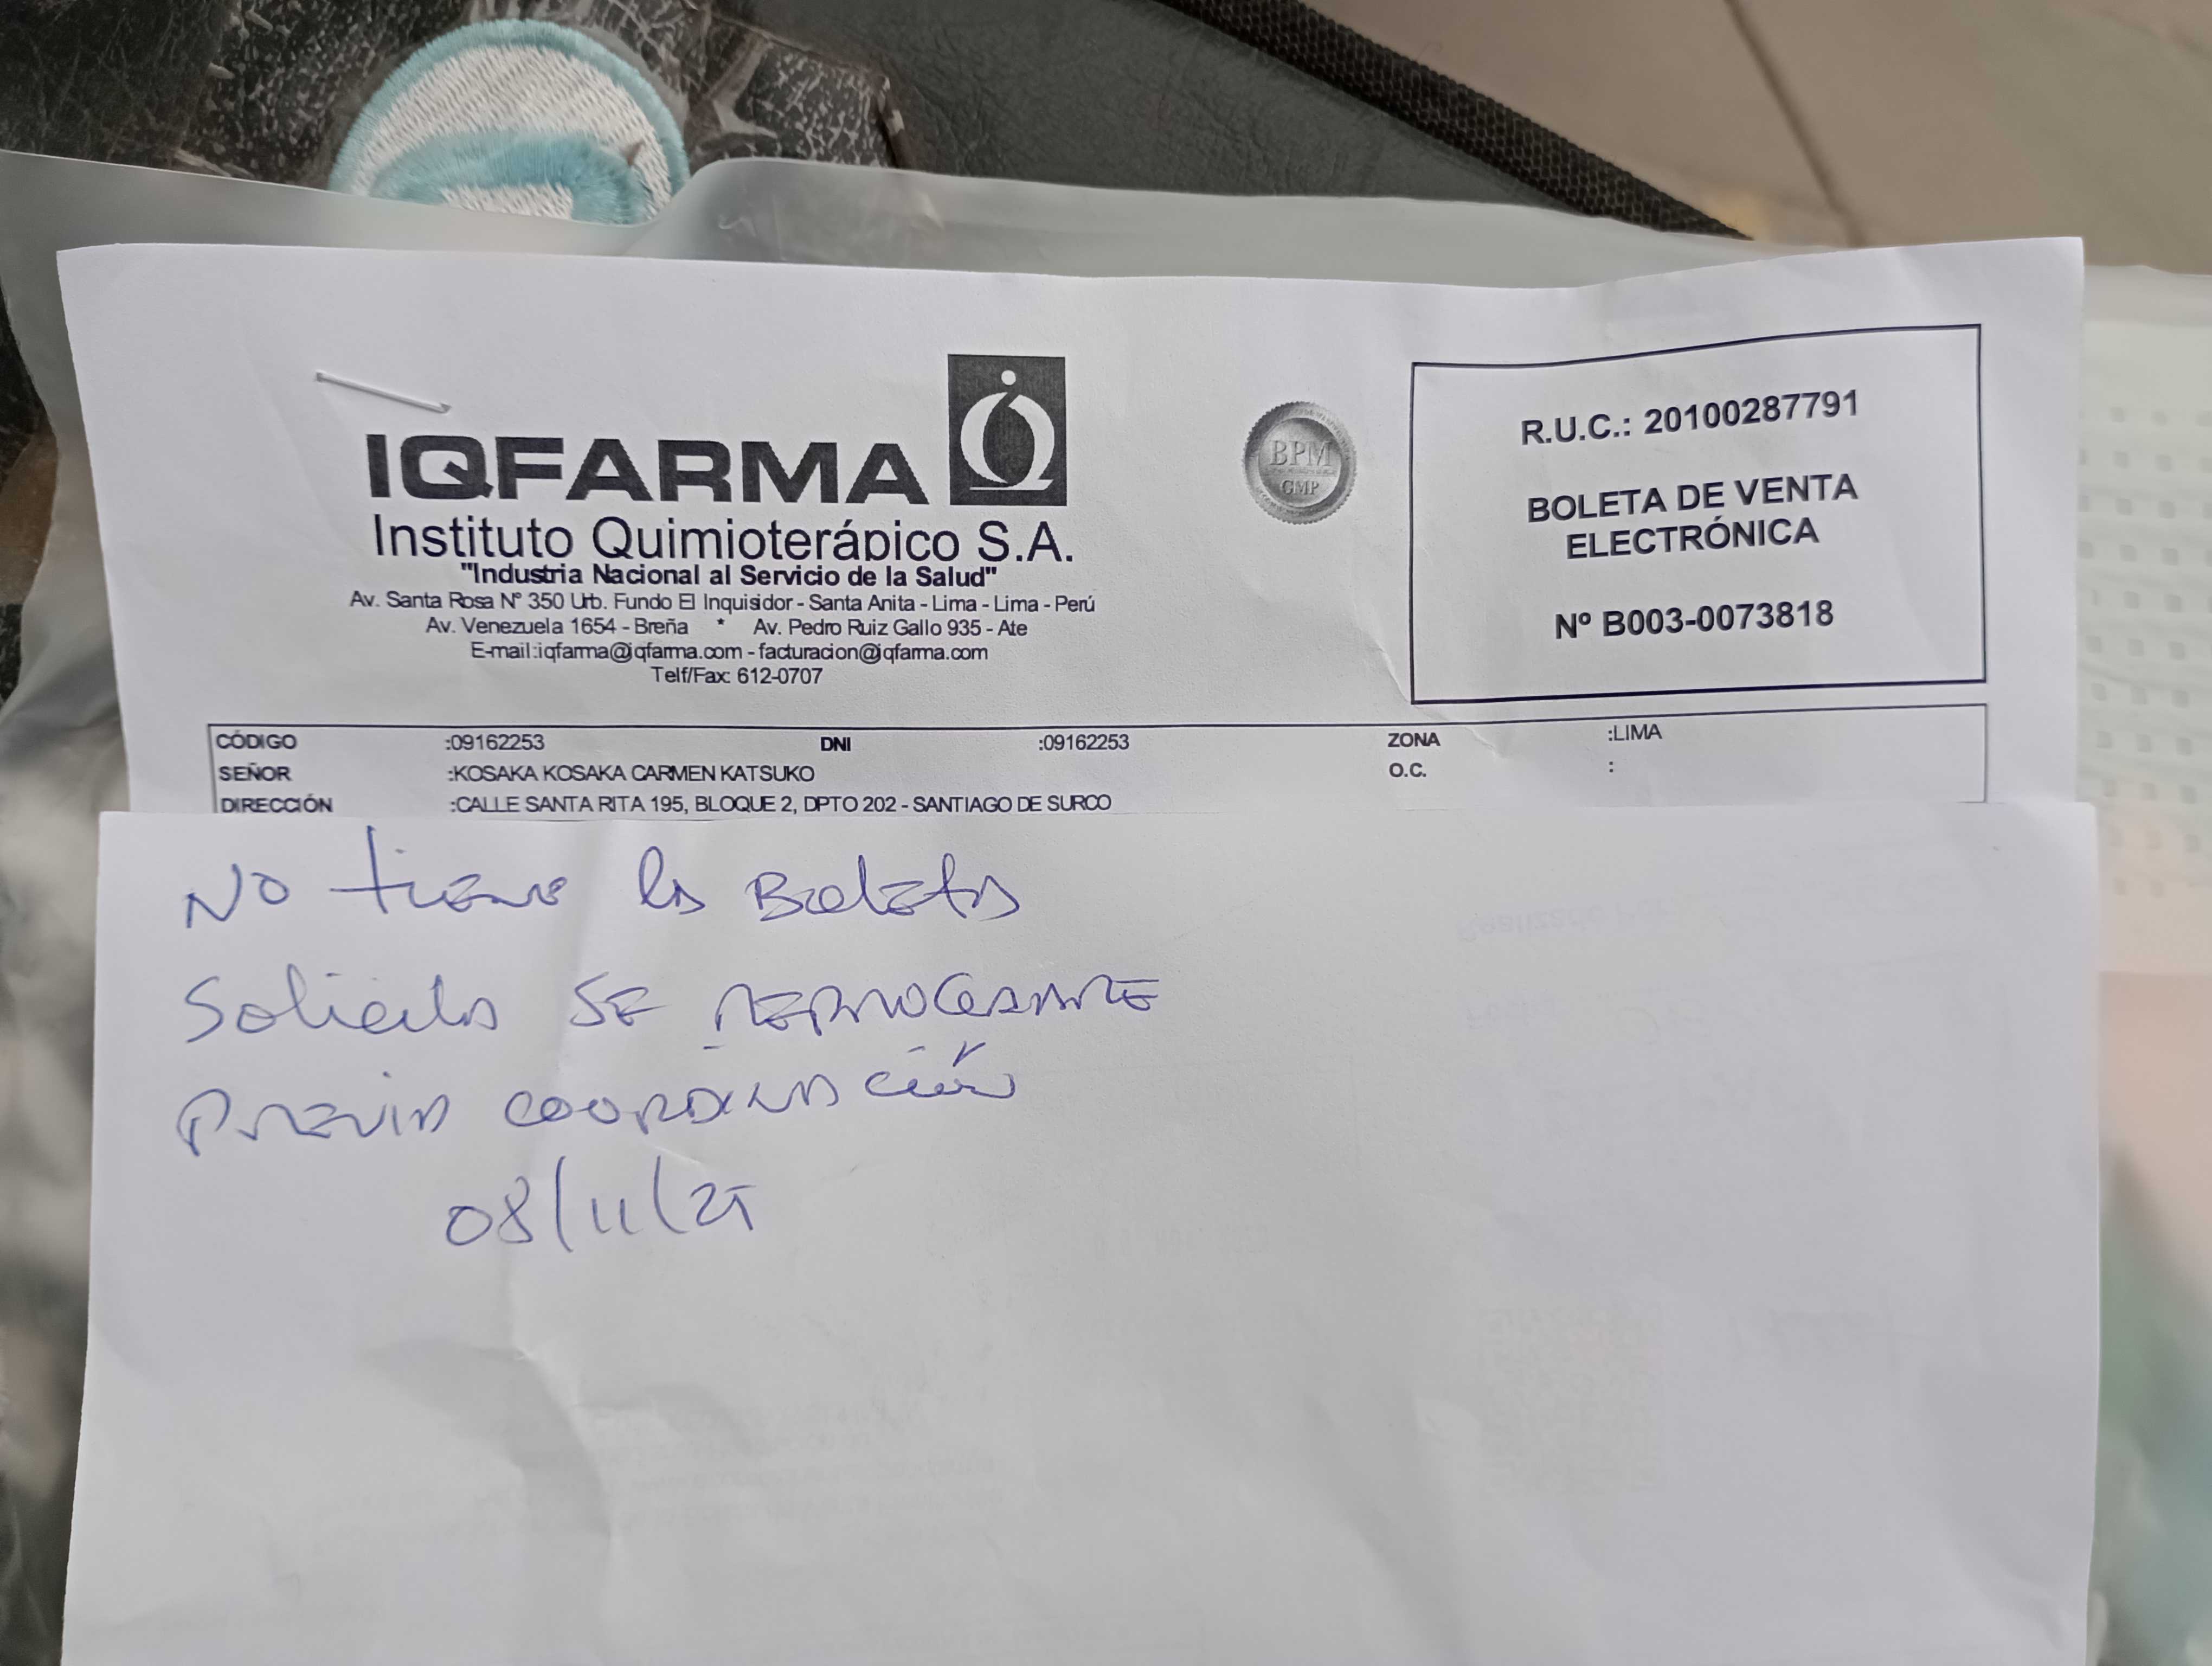 IQFARMA
Instituto Quimioterápico S.A.
"Industria Nacional al Servicio de la Salud"
Av. Santa Rosa N° 350 Urb. Fundo El Inquisidor - Santa Anita - Lima - Lima - Perú
Av. Venezuela 1654 - Breña * Av. Pedro Ruiz Gallo 935 - Ate
E-mail:iqfarma@iqfarma.com - facturacion@iqfarma.com
Telf/Fax: 612-0707
BPM
GMP
R.U.C.: 20100287791
BOLETA DE VENTA
ELECTRÓNICA
Nº B003-0073818
CÓDIGO :09162253 DNI :09162253 ZONA :LIMA
SEÑOR :KOSAKA KOSAKA CARMEN KATSUKO O.C. :
DIRECCIÓN :CALLE SANTA RITA 195, BLOQUE 2, DPTO 202 - SANTIAGO DE SURCO
No tiene la Boleta
Solicita SE REPROGRAME
PREVIA COORDINACIÓN
08/11/25